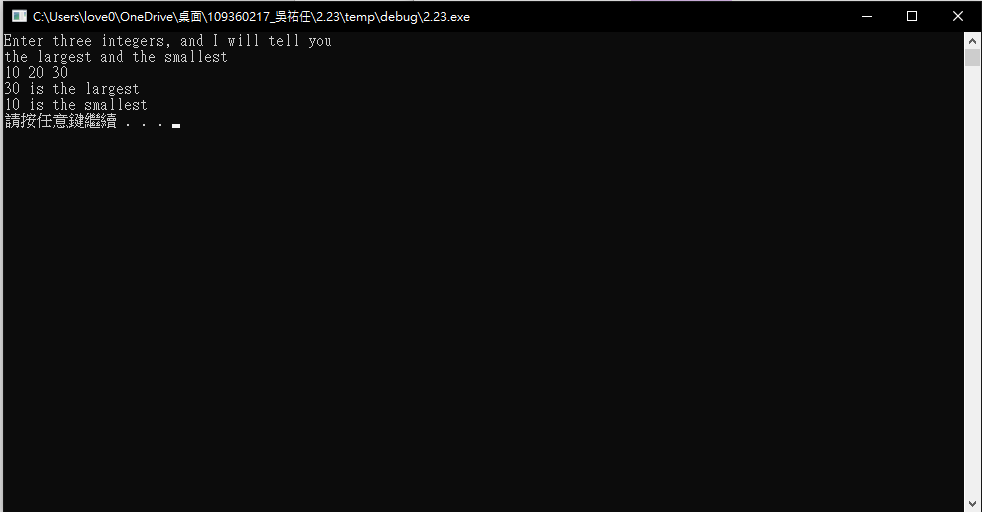 C:\Users\love0\OneDrive\桌面\109360217_吳祐任\2.23\temp\debug\2.23.exe
Enter three integers, and I will tell you
the largest and the smallest
10 20 30
30 is the largest
10 is the smallest
請按任意鍵繼續 . . .